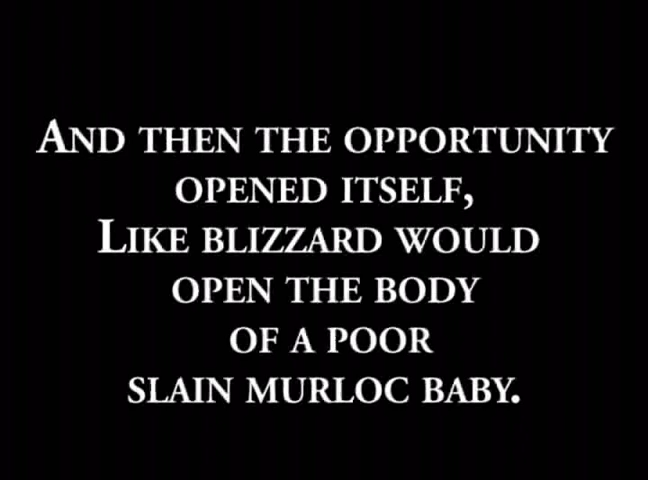 AND THEN THE OPPORTUNITY
OPENED ITSELF,
LIKE BLIZZARD WOULD
OPEN THE BODY
OF A POOR
SLAIN MURLOC BABY.